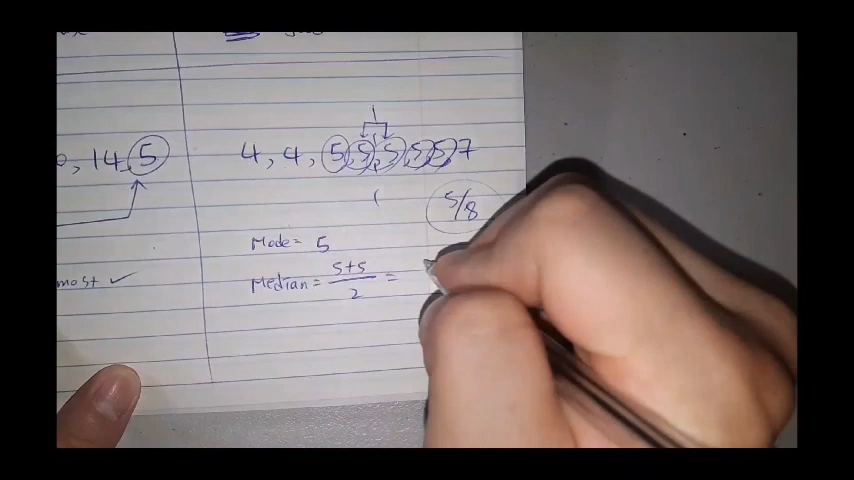 1
, 14, 5
4, 4, 5, 5, 5, 5, 5, 7
5/8
Mode = 5
most ✓
Median = 5+5
2
=